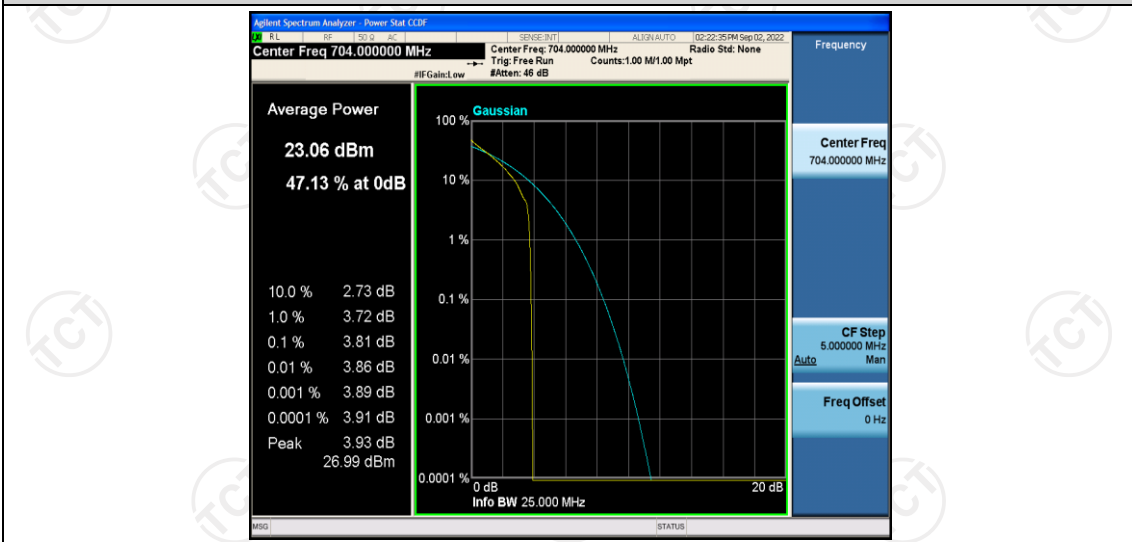 Agilent Spectrum Analyzer - Power Stat CCDF
LXI RL RF 50 Ω AC SENSE:INT ALIGN AUTO 02:22:35 PM Sep 02, 2022
Center Freq 704.000000 MHz
Center Freq: 704.000000 MHz Radio Std: None
Trig: Free Run Counts:1.00 M/1.00 Mpt
#IFGain:Low #Atten: 46 dB
Frequency
Average Power
23.06 dBm
47.13 % at 0dB
10.0 % 2.73 dB
1.0 % 3.72 dB
0.1 % 3.81 dB
0.01 % 3.86 dB
0.001 % 3.89 dB
0.0001 % 3.91 dB
Peak 3.93 dB
26.99 dBm
Gaussian
100 %
10 %
1 %
0.1 %
0.01 %
0.001 %
0.0001 %
0 dB 20 dB
Info BW 25.000 MHz
Center Freq
704.000000 MHz
CF Step
5.000000 MHz
Auto Man
Freq Offset
0 Hz
MSG STATUS
TCT
TCT
TCT
TCT
TCT
TCT